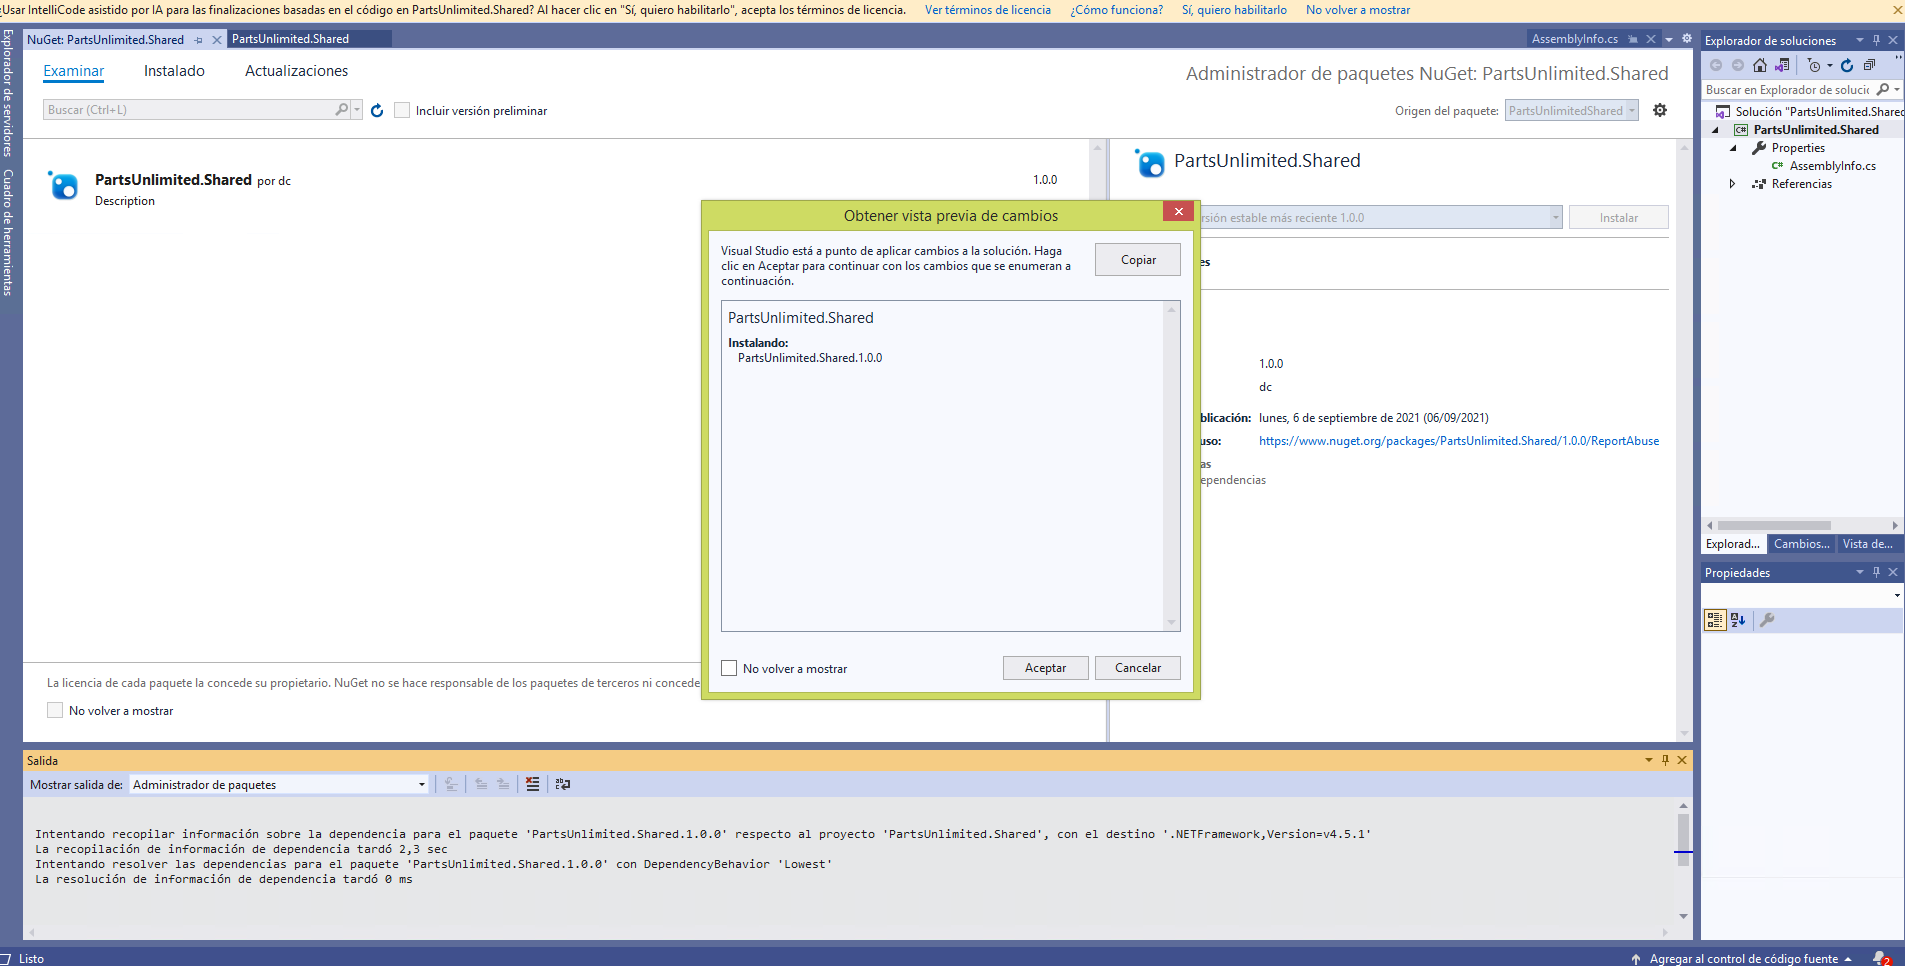 ¿Usar IntelliCode asistido por IA para las finalizaciones basadas en el código en PartsUnlimited.Shared? Al hacer clic en "Sí, quiero habilitarlo", acepta los términos de licencia. Ver términos de licencia ¿Cómo funciona? Sí, quiero habilitarlo No volver a mostrar
Explorador de servidores
Cuadro de herramientas
NuGet: PartsUnlimited.Shared
PartsUnlimited.Shared
AssemblyInfo.cs
Examinar Instalado Actualizaciones
Administrador de paquetes NuGet: PartsUnlimited.Shared
Buscar (Ctrl+L)
Incluir versión preliminar
Origen del paquete: PartsUnlimitedShared
PartsUnlimited.Shared por dc
1.0.0
Description
La licencia de cada paquete la concede su propietario. NuGet no se hace responsable de los paquetes de terceros ni concede
No volver a mostrar
PartsUnlimited.Shared
rsión estable más reciente 1.0.0
Instalar
es
1.0.0
dc
blicación: lunes, 6 de septiembre de 2021 (06/09/2021)
uso: https://www.nuget.org/packages/PartsUnlimited.Shared/1.0.0/ReportAbuse
as
ependencias
Obtener vista previa de cambios
Visual Studio está a punto de aplicar cambios a la solución. Haga
clic en Aceptar para continuar con los cambios que se enumeran a
continuación.
Copiar
PartsUnlimited.Shared
Instalando:
PartsUnlimited.Shared.1.0.0
No volver a mostrar
Aceptar
Cancelar
Explorador de soluciones
Buscar en Explorador de solucic
Solución "PartsUnlimited.Shared
C# PartsUnlimited.Shared
Properties
C# AssemblyInfo.cs
Referencias
Explorad... Cambios... Vista de...
Propiedades
Salida
Mostrar salida de: Administrador de paquetes
Intentando recopilar información sobre la dependencia para el paquete 'PartsUnlimited.Shared.1.0.0' respecto al proyecto 'PartsUnlimited.Shared', con el destino '.NETFramework,Version=v4.5.1'
La recopilación de información de dependencia tardó 2,3 sec
Intentando resolver las dependencias para el paquete 'PartsUnlimited.Shared.1.0.0' con DependencyBehavior 'Lowest'
La resolución de información de dependencia tardó 0 ms
Listo
Agregar al control de código fuente
2